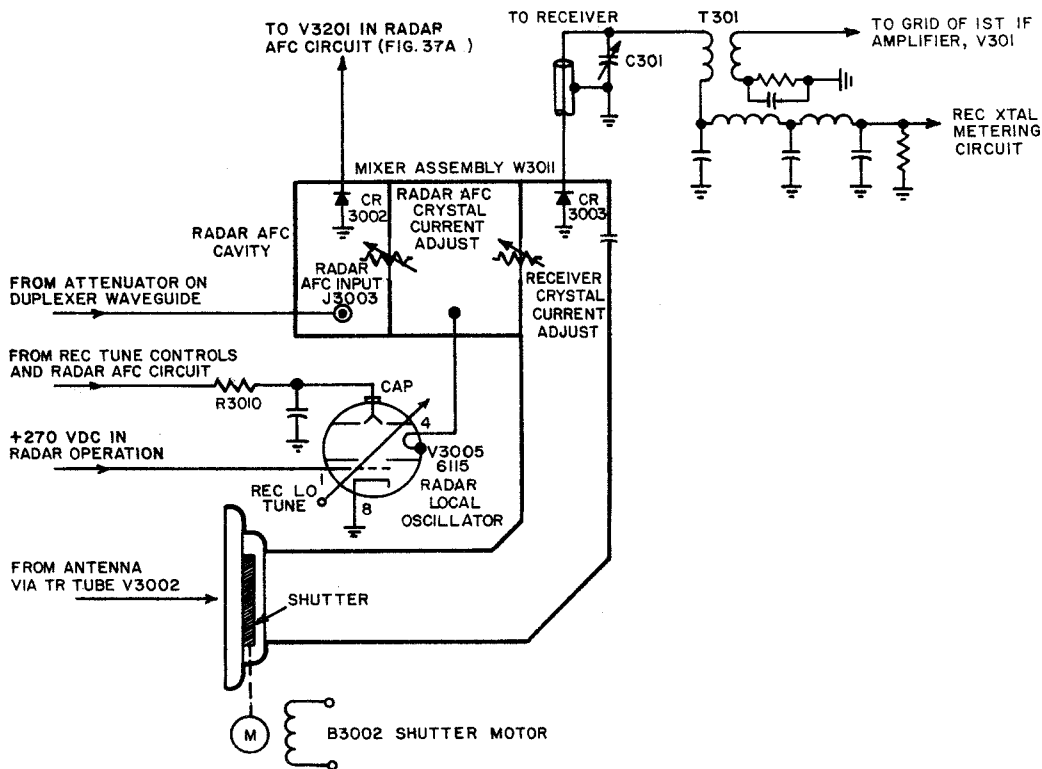 TO V3201 IN RADAR
AFC CIRCUIT (FIG. 37A )
TO RECEIVER
T301
TO GRID OF 1ST IF
AMPLIFIER, V301
C301
REC XTAL
METERING
CIRCUIT
MIXER ASSEMBLY W3011
CR
3002
RADAR AFC
CRYSTAL
CURRENT
ADJUST
CR
3003
RADAR AFC
CAVITY
RADAR
AFC INPUT
J3003
RECEIVER
CRYSTAL
CURRENT
ADJUST
FROM ATTENUATOR ON
DUPLEXER WAVEGUIDE
FROM REC TUNE CONTROLS
AND RADAR AFC CIRCUIT
R3010
CAP
4
+270 VDC IN
RADAR OPERATION
V3005
6115
RADAR
LOCAL
OSCILLATOR
1
REC LO
TUNE
8
FROM ANTENNA
VIA TR TUBE V3002
SHUTTER
M
B3002 SHUTTER MOTOR